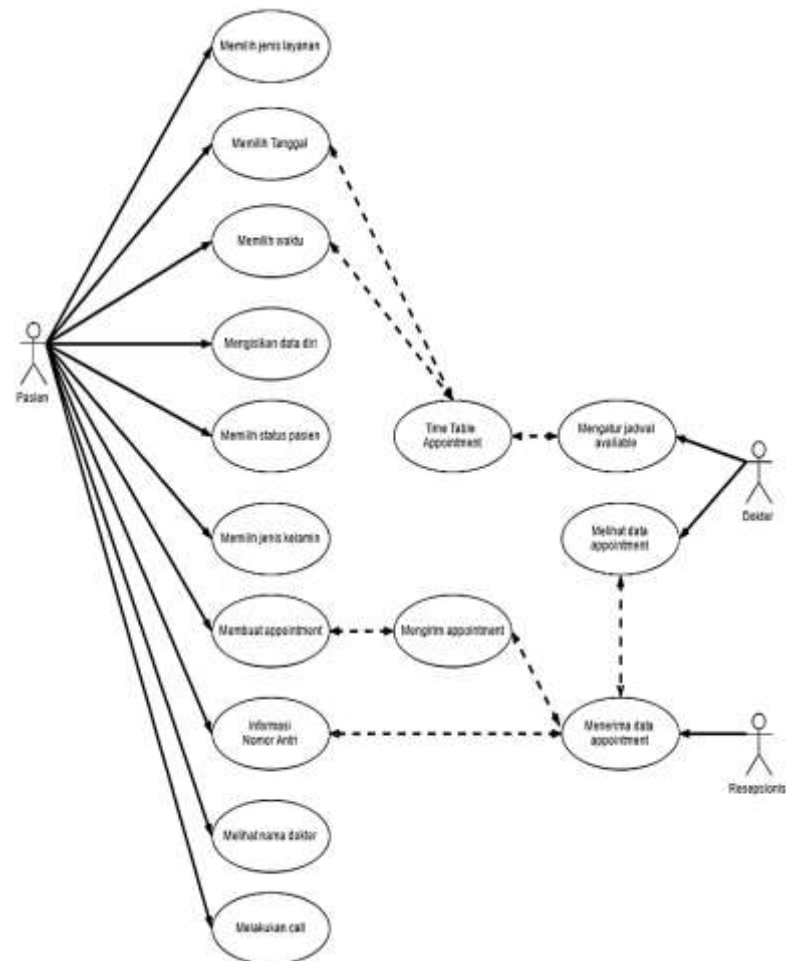 Memilih jenis layanan
Memilih Tanggal
Memilih waktu
Mengisikan data diri
Pasien
Memilih status pasien
Time Table
Appointment
Mengatur jadwal
available
Dokter
Memilih jenis kelamin
Melihat data
appointment
Membuat appointment
Mengirim appointment
Informasi
Nomor Antri
Menerima data
appointment
Resepsionis
Melihat nama dokter
Melakukan call